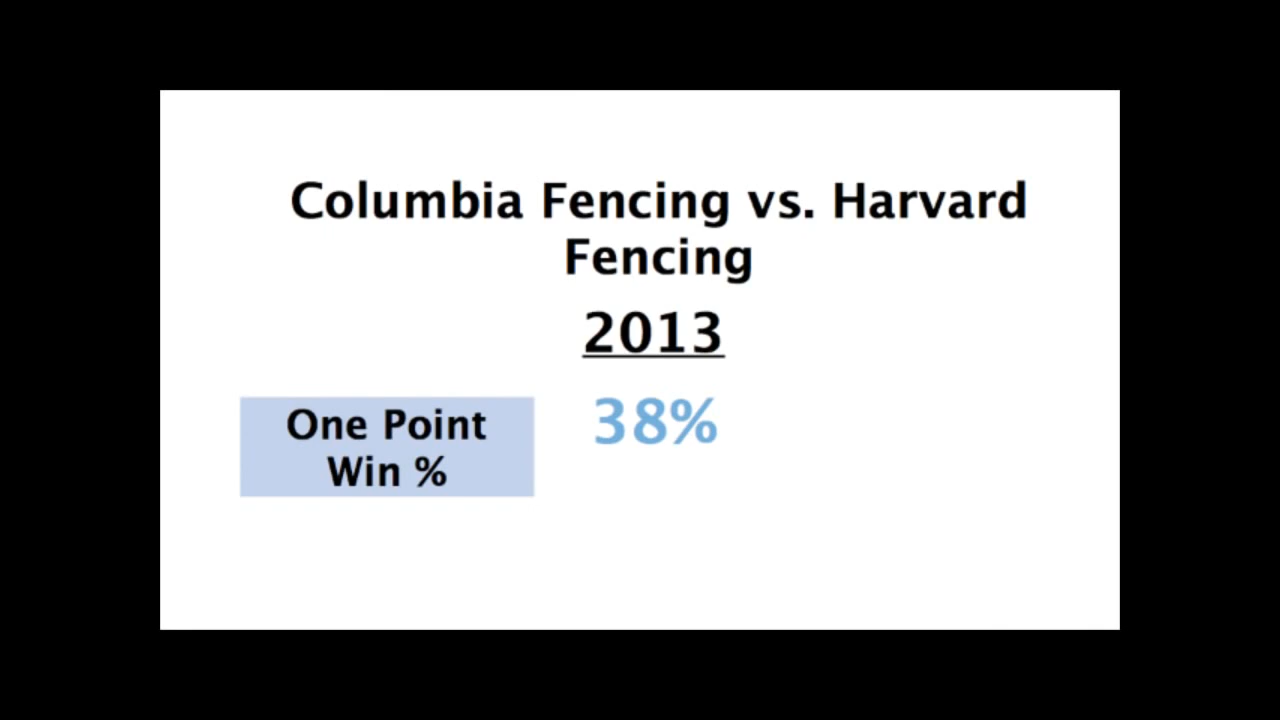 Columbia Fencing vs. Harvard
Fencing
2013
One Point
Win %
38%